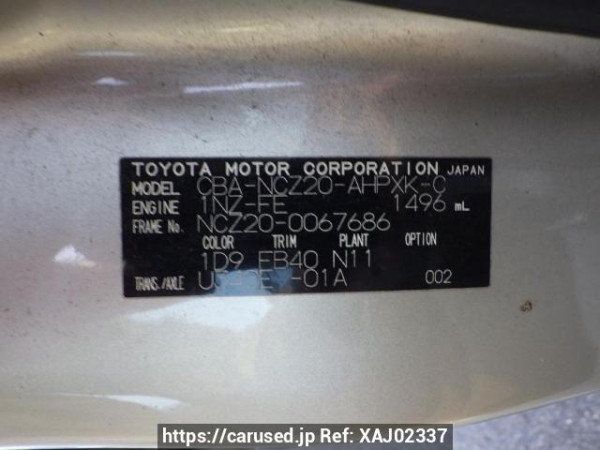 TOYOTA MOTOR CORPORATION JAPAN
MODEL CBA-NCZ20-AHPXK-C
ENGINE 1NZ-FE 1496 mL
FRAME No. NCZ20-0067686
COLOR TRIM PLANT OPTION
1D9 FB40 N11
TRANS./AXLE -01A 002
https://carused.jp Ref: XAJ02337